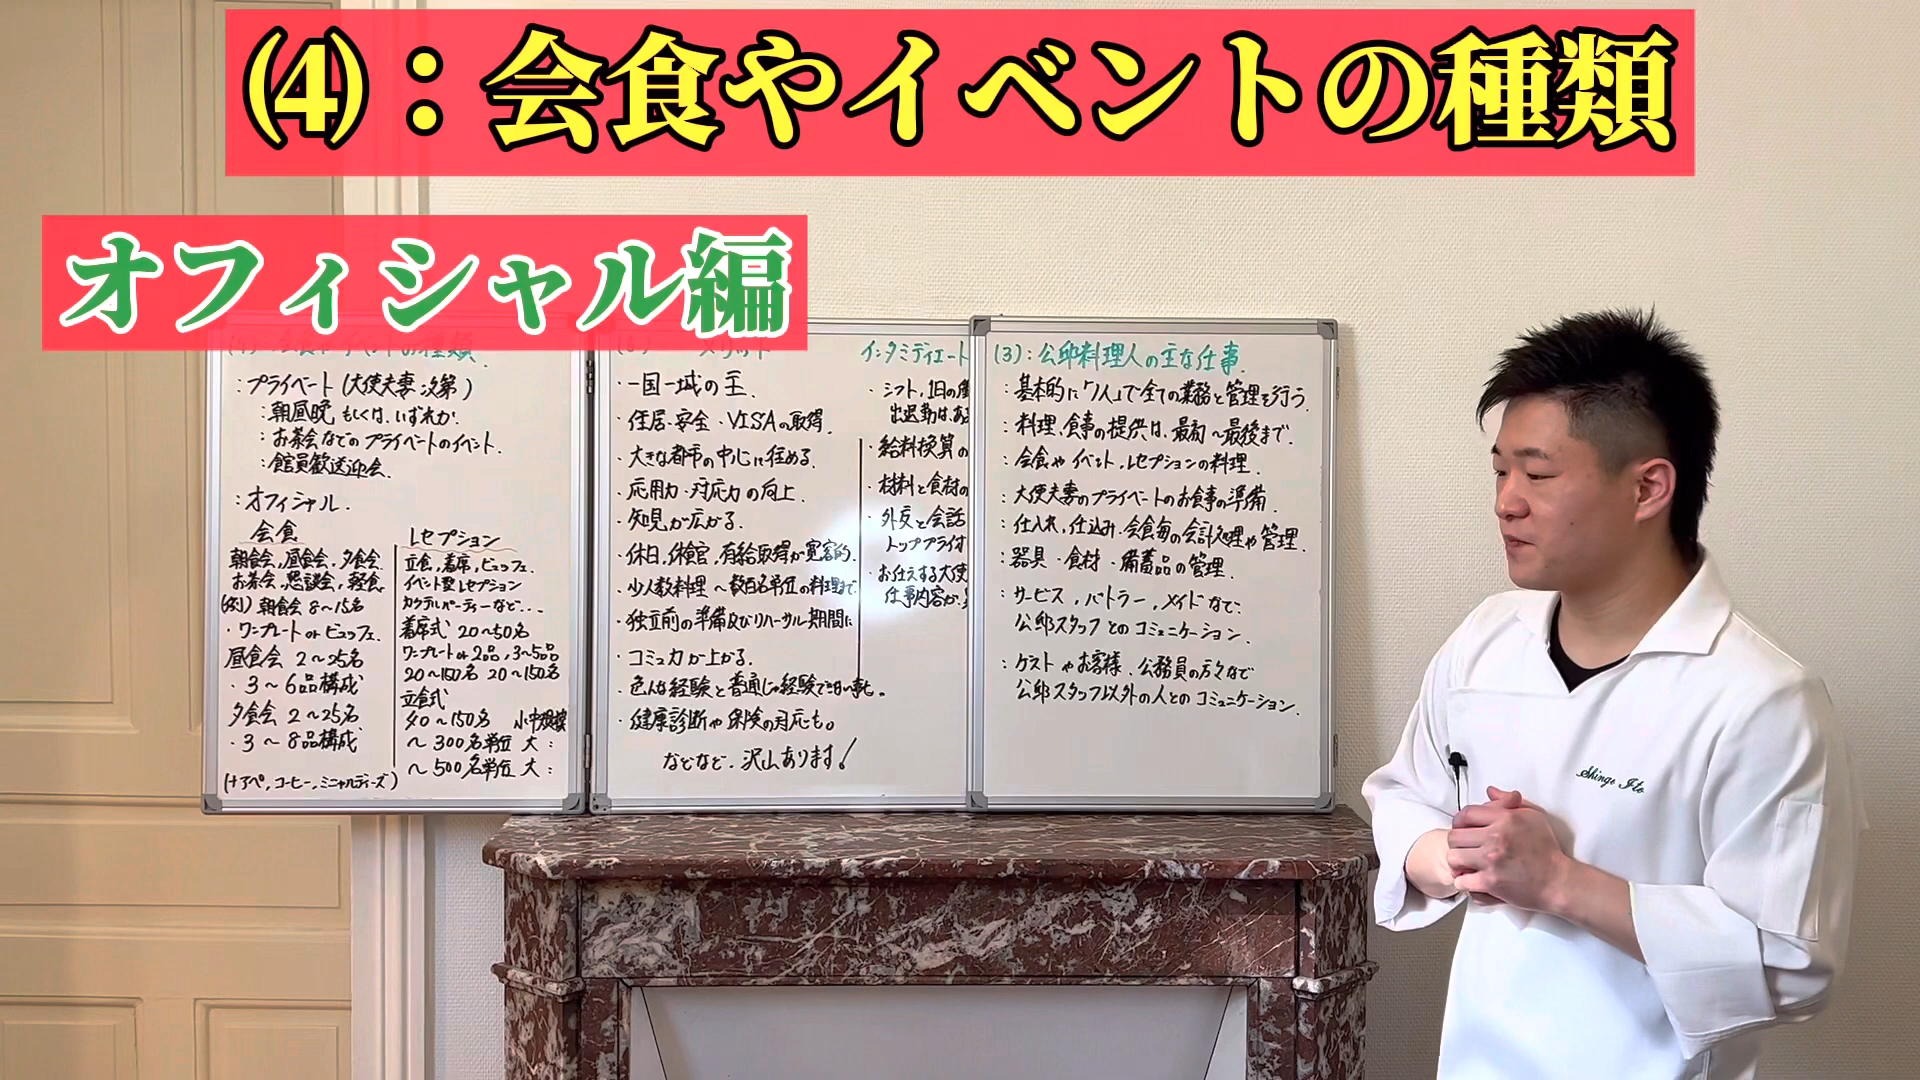 (4)：会食やイベントの種類
オフィシャル編
：プライベート(大使夫妻次第)
：朝昼晩 もしくは、いずれか.
：お茶会などのプライベートのイベント.
：館員歓送迎会.
：オフィシャル.
会食
朝食会,昼食会.夕食会.
お茶会,懇談会,軽食.
(例) 朝食会 8～15名
・ワンプレートorビュッフェ.
昼食会 2～25名
・3～6品構成
夕食会 2～25名
・3～8品構成
(+アペ,コーヒー,ミニャルディーズ)
レセプション
立食,着席,ビュッフェ.
イベント型レセプション
カクテルパーティーなど...
着席式 20～50名
ワンプレートor2品,3～5品
20～150名 20～150名
立食式
40～150名 小中規模
～300名単位 大：
～500名単位 大：
メリット
・一国一城の主.
・住居・安全・VISAの取得.
・大きな都市の中心に住める.
・応用力・対応力の向上.
・知見が広がる.
・休日,休館,有給取得が寛容的.
・少人数料理～数百名単位の料理まで
・独立前の準備及びリハーサル期間に
・コミュ力が上がる.
・色んな経験と普通じゃ経験できない事も。
・健康診断や保険の対応も。
などなど.沢山あります!
インタミディエート
・シフト,1日の
出退勤は,あ
・給料換算の
・材料と食材の
・外交と会話
トッププライオ
・お仕えする大使
仕事内容が.
(3)：公邸料理人の主な仕事.
：基本的に「1人」で全ての業務と管理を行う.
：料理、食事の提供は、最初～最後まで.
：会食やイベント,レセプションの料理.
：大使夫妻のプライベートのお食事の準備.
：仕入れ,仕込み,会食毎の会計処理や管理.
：器具・食材・備蓄品の管理.
：サービス,バトラー,メイドなど.
公邸スタッフとのコミュニケーション.
：ゲストやお客様、公務員の方々など
公邸スタッフ以外の人とのコミュニケーション.
Shingo Ito